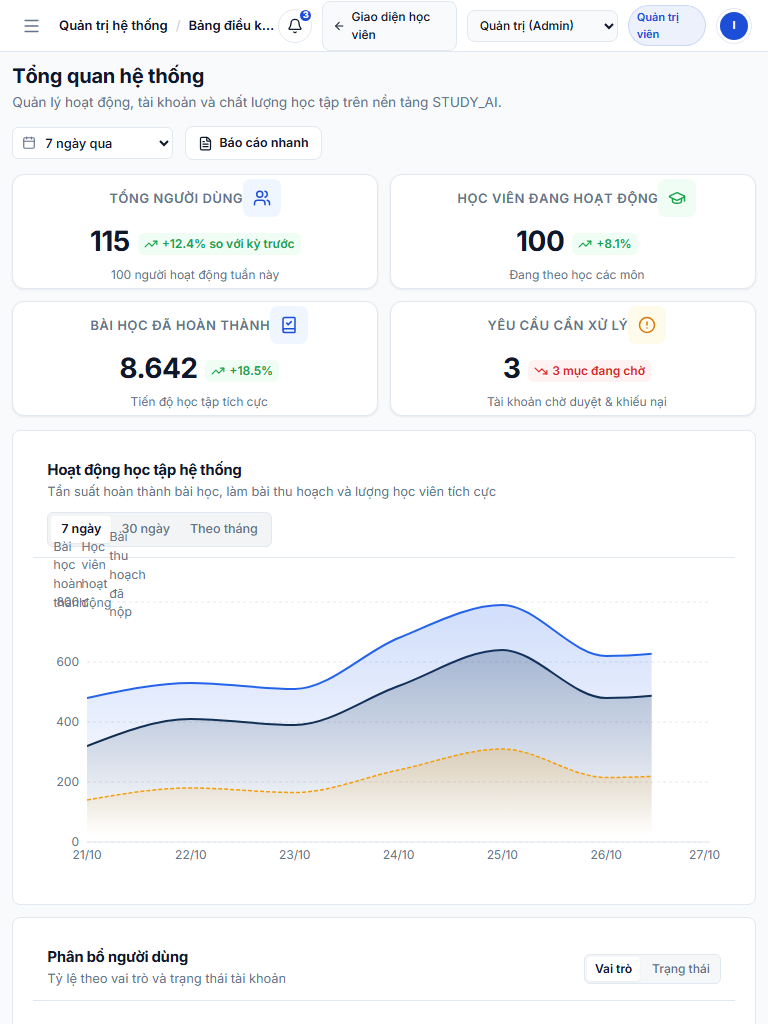 Quản trị hệ thống / Bảng điều k...
3
Giao diện học viên
Quản trị (Admin)
Quản trị viên
I
Tổng quan hệ thống
Quản lý hoạt động, tài khoản và chất lượng học tập trên nền tảng STUDY_AI.
7 ngày qua
Báo cáo nhanh
TỔNG NGƯỜI DÙNG
115 +12.4% so với kỳ trước
100 người hoạt động tuần này
HỌC VIÊN ĐANG HOẠT ĐỘNG
100 +8.1%
Đang theo học các môn
BÀI HỌC ĐÃ HOÀN THÀNH
8.642 +18.5%
Tiến độ học tập tích cực
YÊU CẦU CẦN XỬ LÝ
3 3 mục đang chờ
Tài khoản chờ duyệt & khiếu nại
Hoạt động học tập hệ thống
Tần suất hoàn thành bài học, làm bài thu hoạch và lượng học viên tích cực
7 ngày 30 ngày Theo tháng
Bài học hoàn thành
Học viên hoạt động
Bài thu hoạch đã nộp
800
600
400
200
0
21/10 22/10 23/10 24/10 25/10 26/10 27/10
Phân bổ người dùng
Tỷ lệ theo vai trò và trạng thái tài khoản
Vai trò Trạng thái